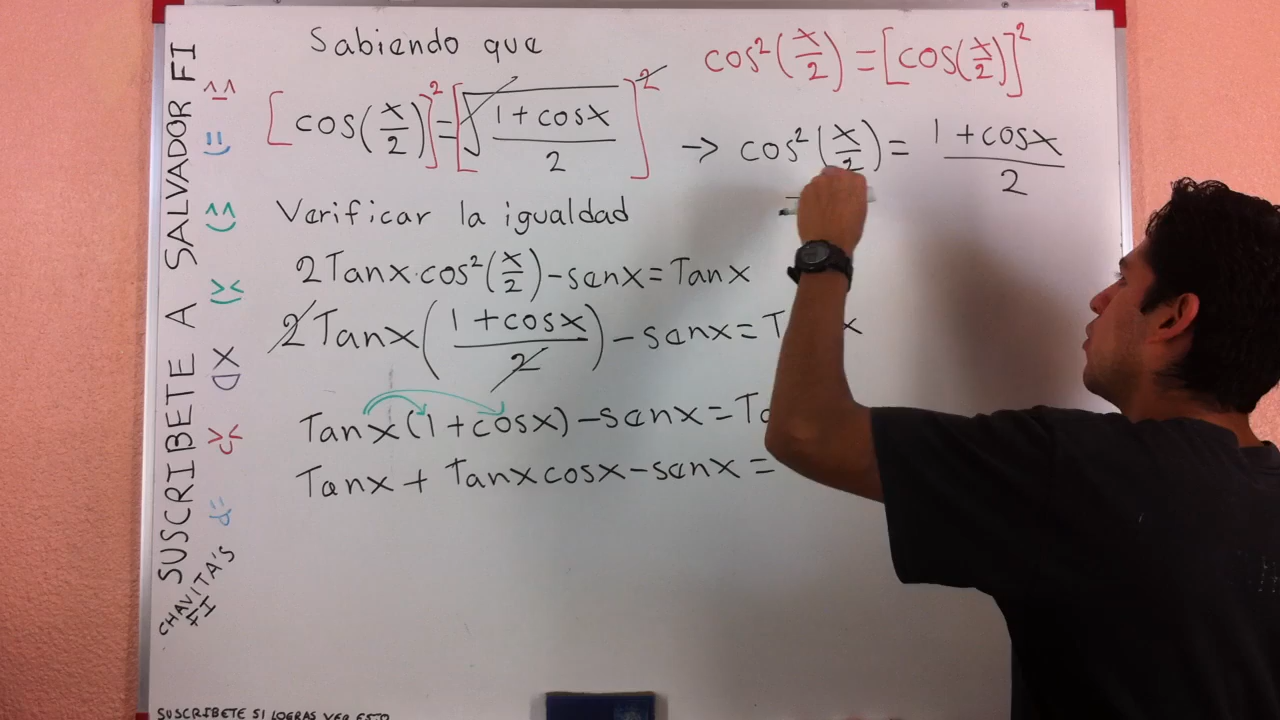 SUSCRIBETE A SALVADOR FI
CHAVITA'S FI
Sabiendo que
[cos(x/2)]²=[√(1+cosx)/2]²
Verificar la igualdad
2Tanx·cos²(x/2)-senx=Tanx
2Tanx((1+cosx)/2)-senx=T x
Tanx(1+cosx)-senx=Ta
Tanx+Tanxcosx-senx=
cos²(x/2)=[cos(x/2)]²
→ cos²(x/2)=(1+cosx)/2
SUSCRIBETE SI LOGRAS VER ESTO